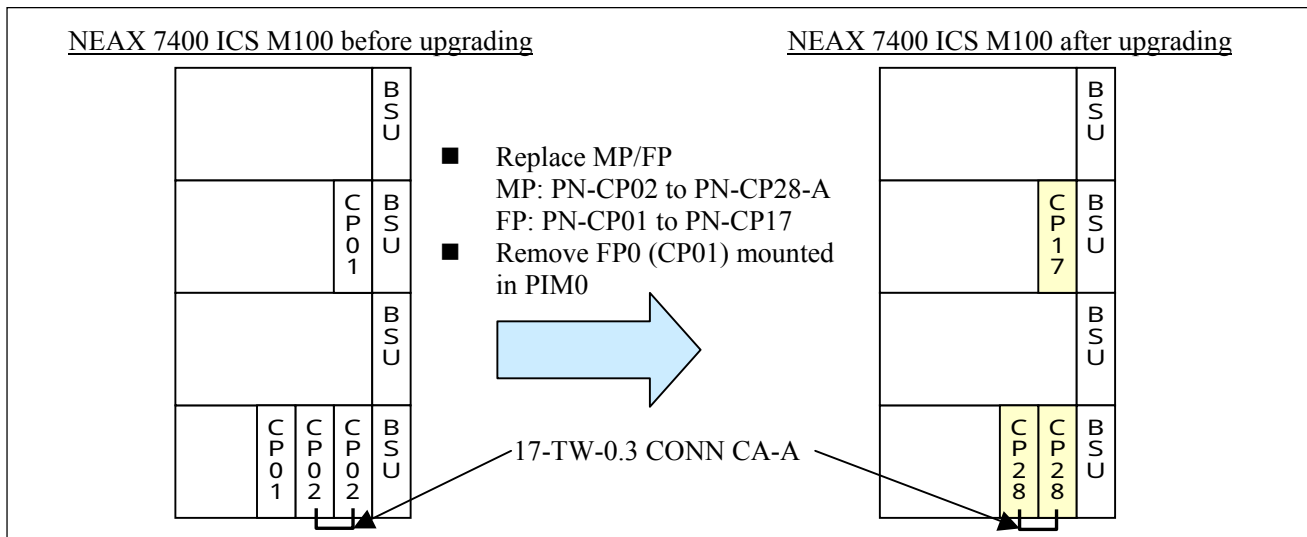 NEAX 7400 ICS M100 before upgrading
BSU
CP01
BSU
BSU
CP01
CP02
CP02
BSU
■ Replace MP/FP
MP: PN-CP02 to PN-CP28-A
FP: PN-CP01 to PN-CP17
■ Remove FP0 (CP01) mounted
in PIM0
17-TW-0.3 CONN CA-A
NEAX 7400 ICS M100 after upgrading
BSU
CP17
BSU
BSU
CP28
CP28
BSU